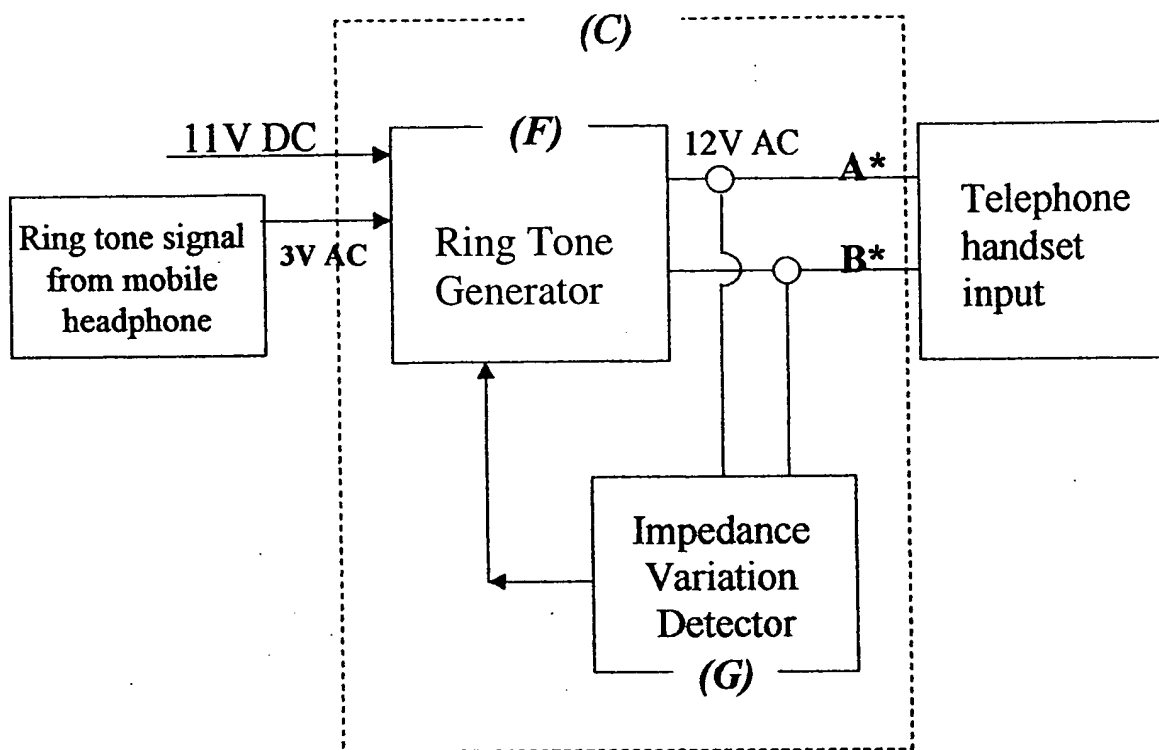 (C)
11V DC
(F)
12V AC
A*
Ring tone signal
from mobile
headphone
3V AC
Ring Tone
Generator
B*
Telephone
handset
input
Impedance
Variation
Detector
(G)